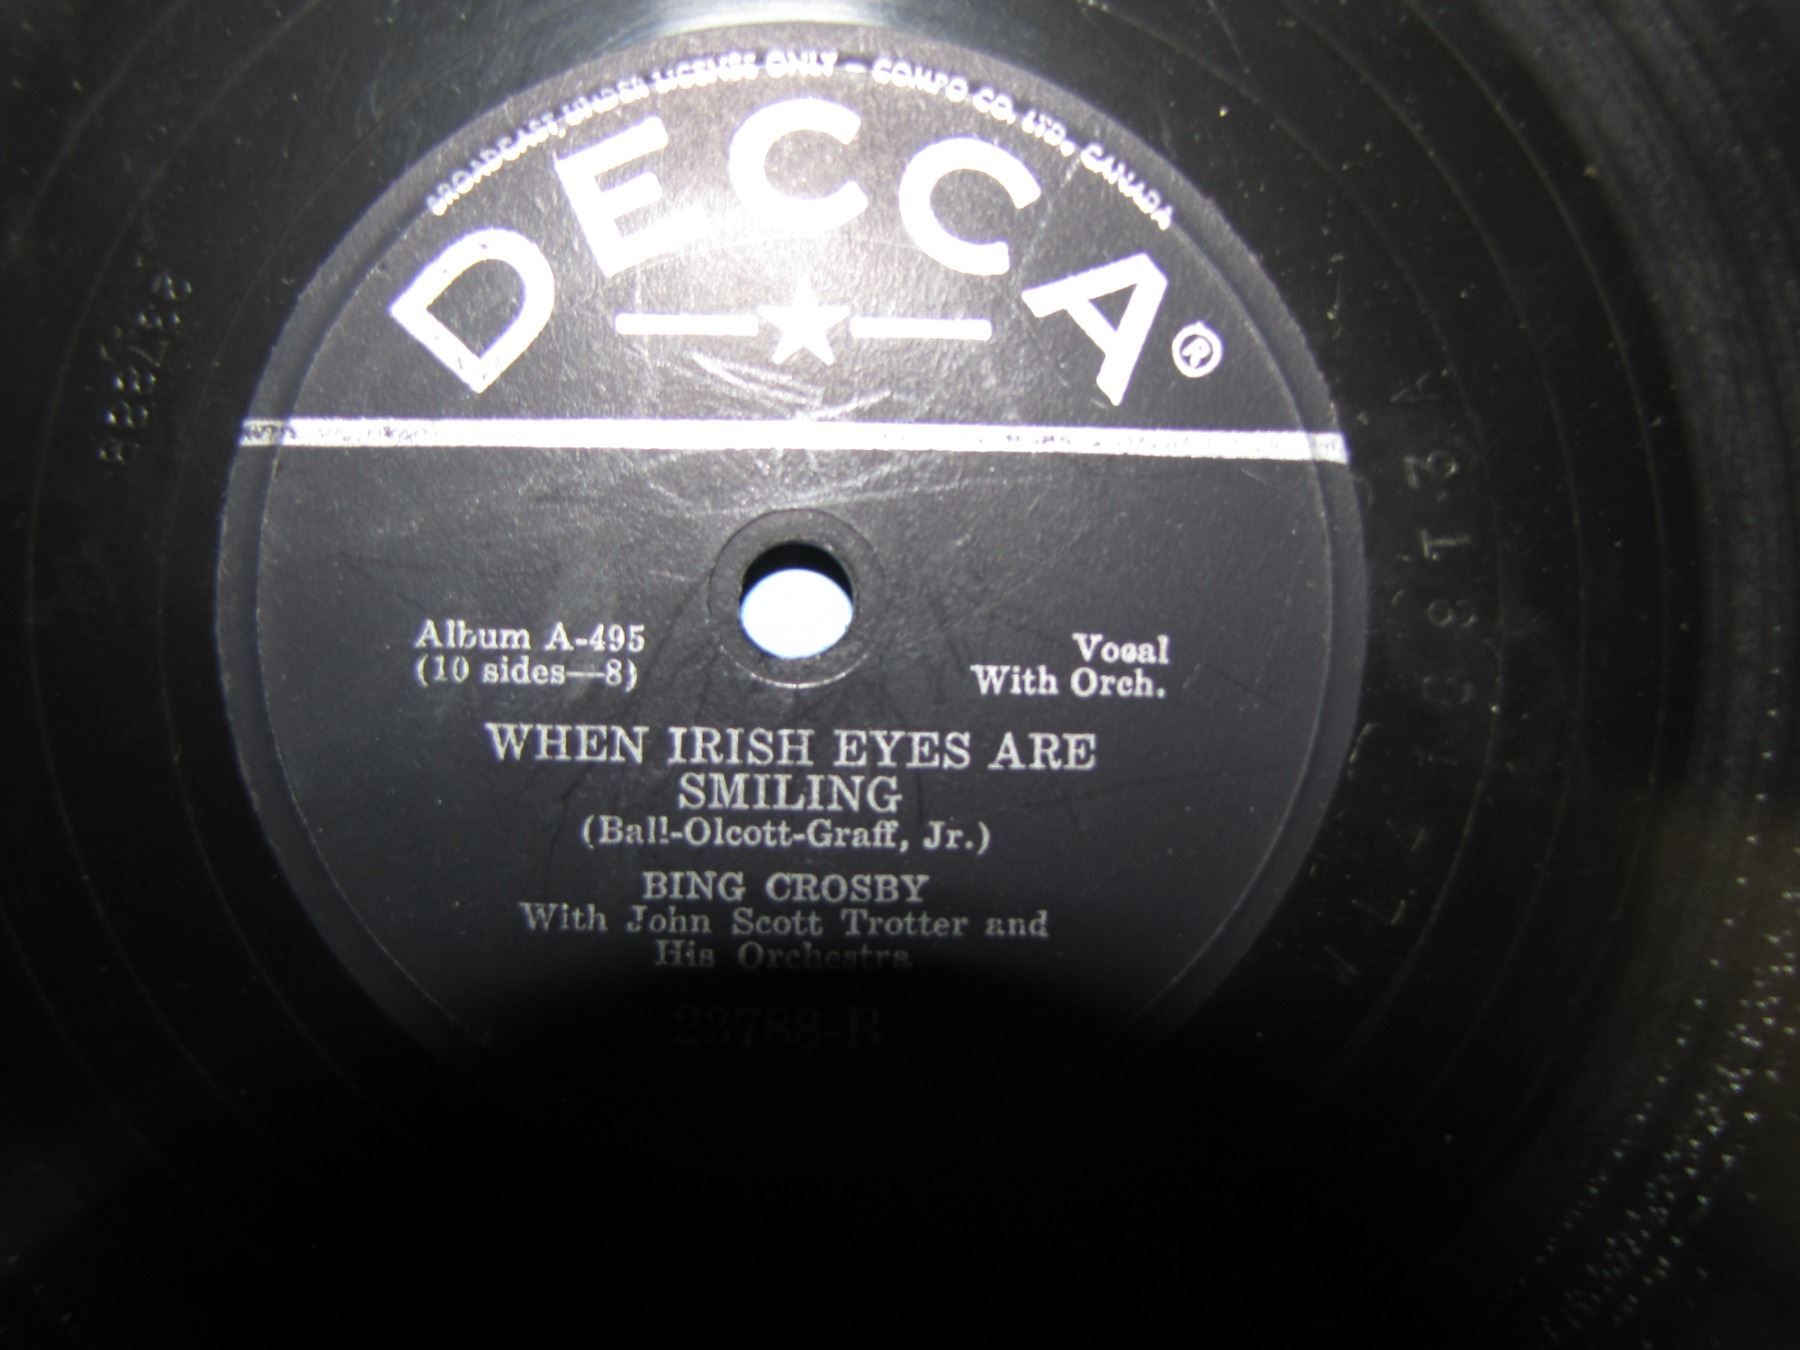 BROADCAST, UNDER LICENSE ONLY — COMPO CO. LTD., CANADA
DECCA®
Album A-495
(10 sides—8)
Vocal
With Orch.
WHEN IRISH EYES ARE
SMILING
(Ball-Olcott-Graff, Jr.)
BING CROSBY
With John Scott Trotter and
His Orchestra
23788-B